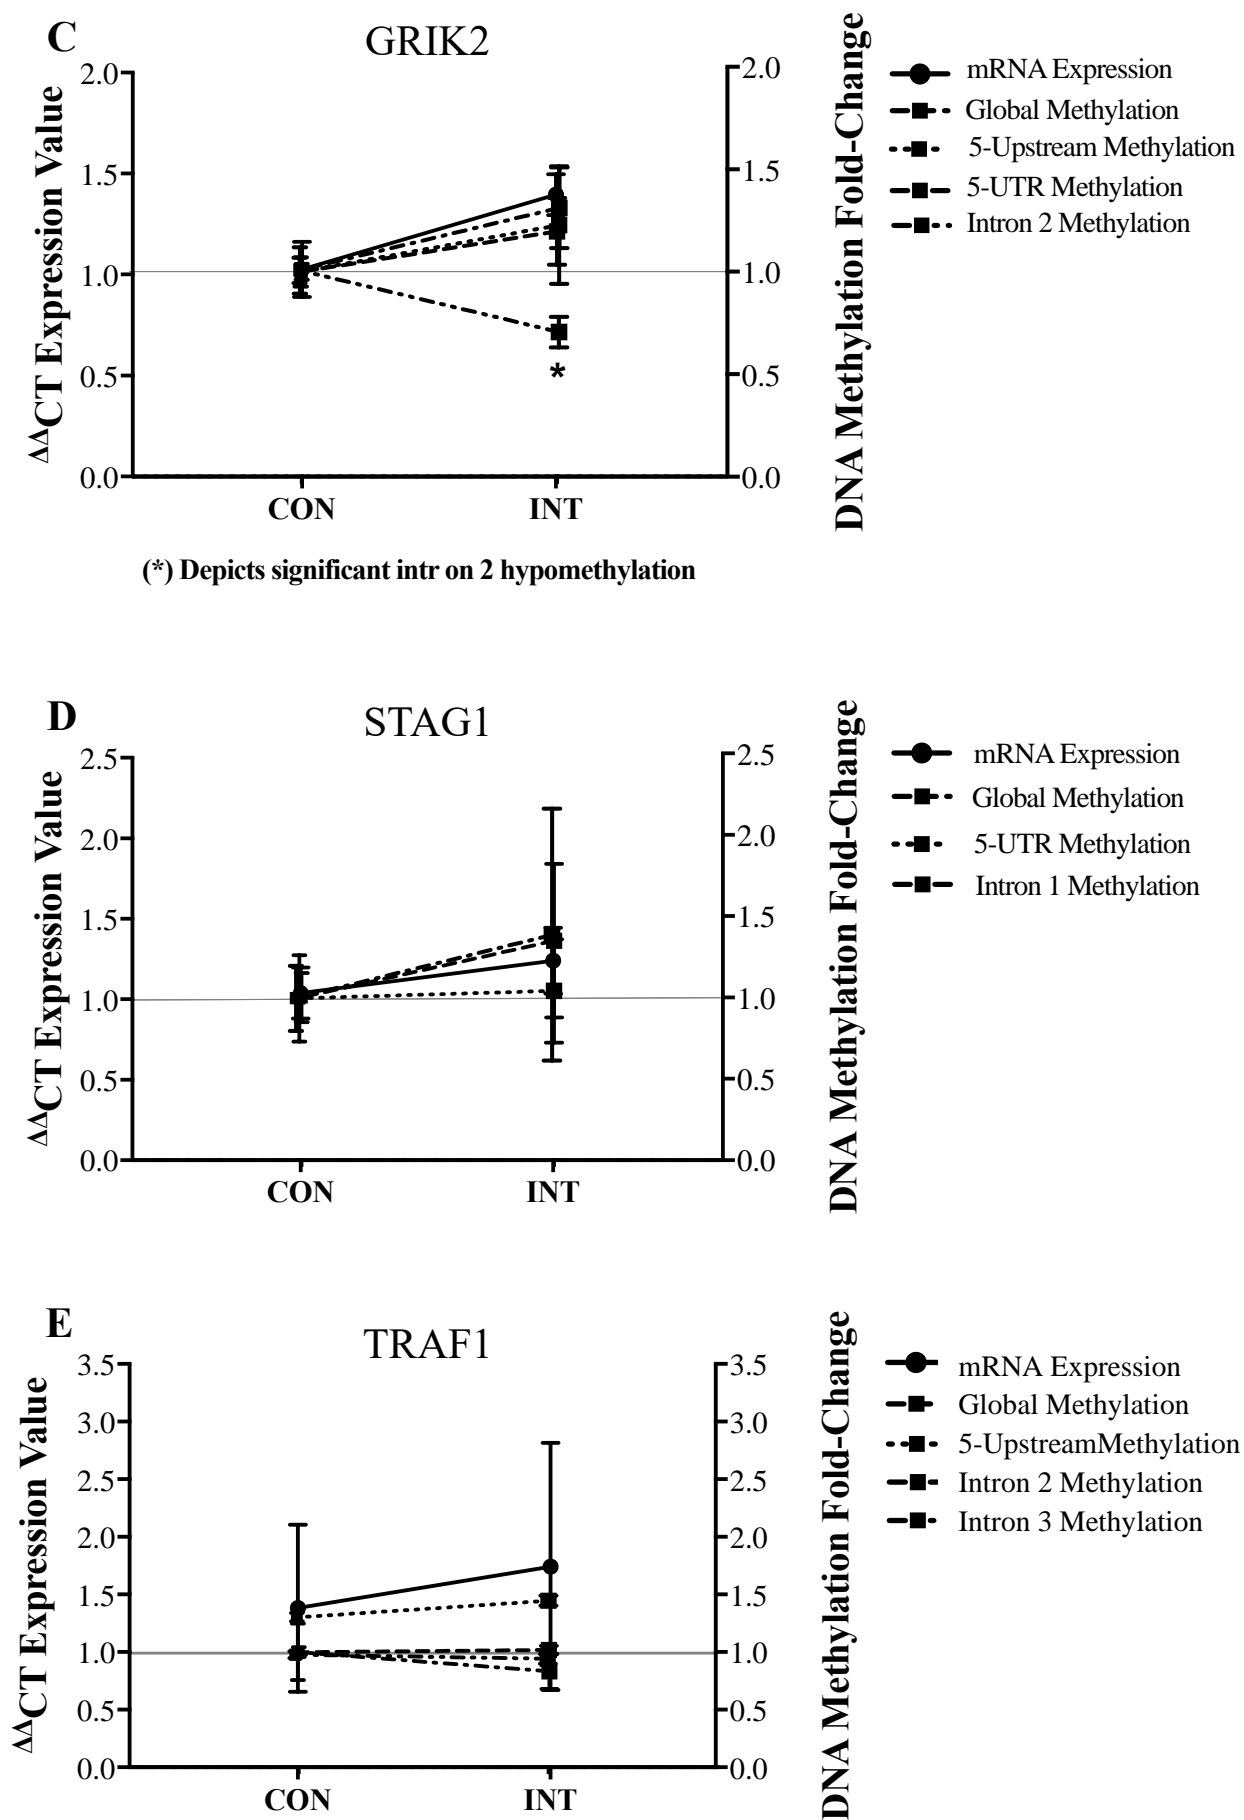 C
GRIK2
ΔΔCT Expression Value
2.0
1.5
1.0
0.5
0.0
2.0
1.5
1.0
0.5
0.0
DNA Methylation Fold-Change
*
CON
INT
mRNA Expression
Global Methylation
5-Upstream Methylation
5-UTR Methylation
Intron 2 Methylation
(*) Depicts significant intr on 2 hypomethylation
D
STAG1
ΔΔCT Expression Value
2.5
2.0
1.5
1.0
0.5
0.0
2.5
2.0
1.5
1.0
0.5
0.0
DNA Methylation Fold-Change
CON
INT
mRNA Expression
Global Methylation
5-UTR Methylation
Intron 1 Methylation
E
TRAF1
ΔΔCT Expression Value
3.5
3.0
2.5
2.0
1.5
1.0
0.5
0.0
3.5
3.0
2.5
2.0
1.5
1.0
0.5
0.0
DNA Methylation Fold-Change
CON
INT
mRNA Expression
Global Methylation
5-UpstreamMethylation
Intron 2 Methylation
Intron 3 Methylation